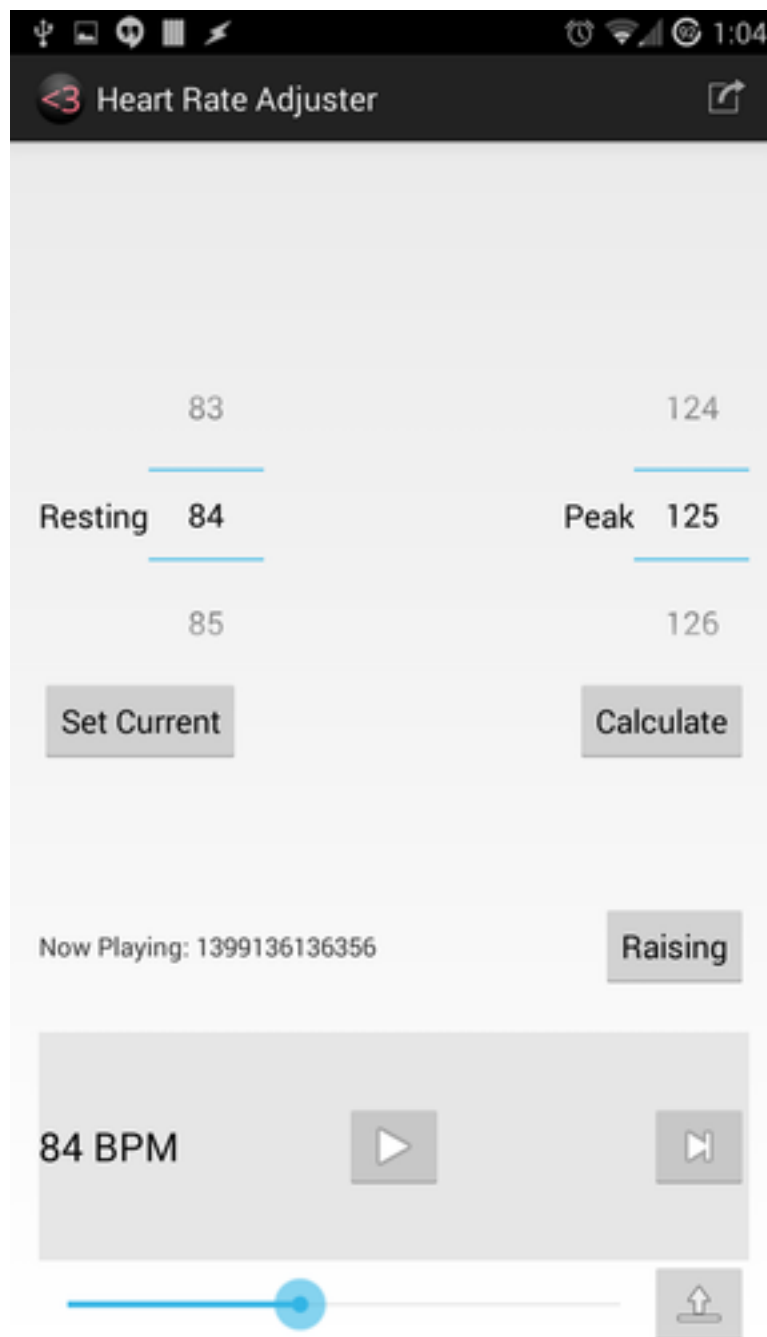 92 1:04
<3 Heart Rate Adjuster
83 124
Resting 84 Peak 125
85 126
Set Current Calculate
Now Playing: 1399136136356 Raising
84 BPM